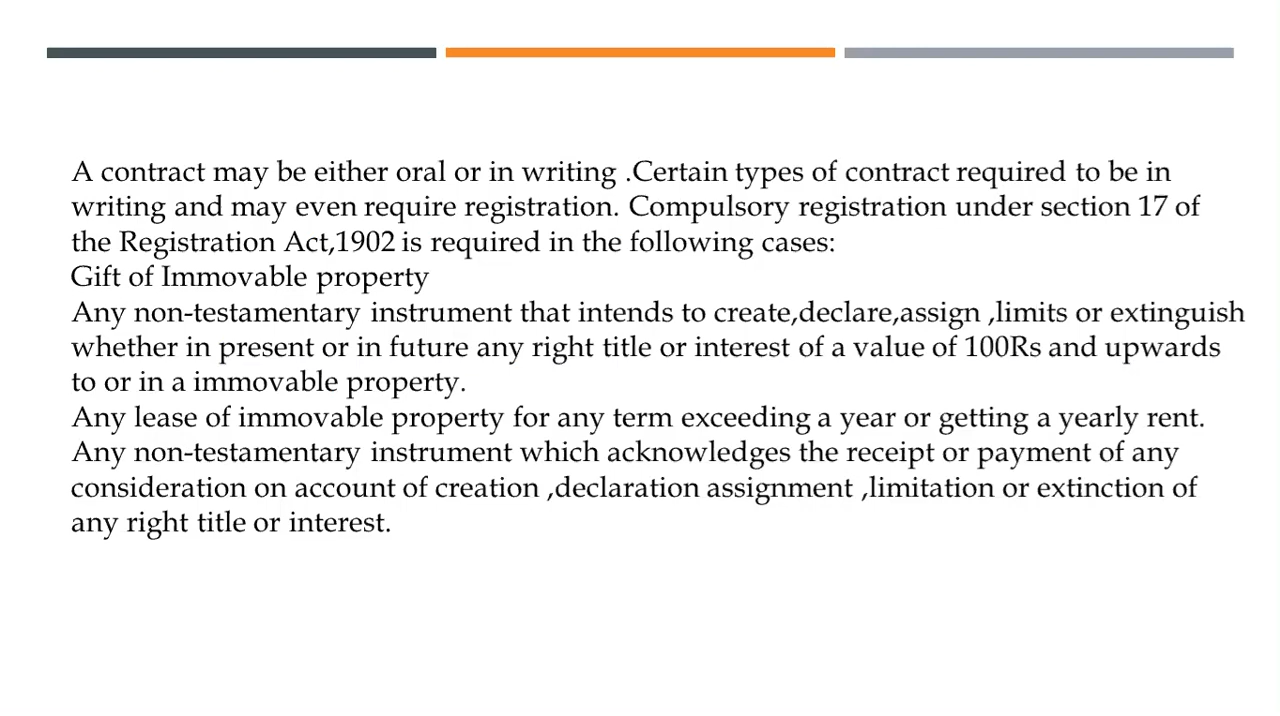 A contract may be either oral or in writing .Certain types of contract required to be in
writing and may even require registration. Compulsory registration under section 17 of
the Registration Act,1902 is required in the following cases:
Gift of Immovable property
Any non-testamentary instrument that intends to create,declare,assign ,limits or extinguish
whether in present or in future any right title or interest of a value of 100Rs and upwards
to or in a immovable property.
Any lease of immovable property for any term exceeding a year or getting a yearly rent.
Any non-testamentary instrument which acknowledges the receipt or payment of any
consideration on account of creation ,declaration assignment ,limitation or extinction of
any right title or interest.